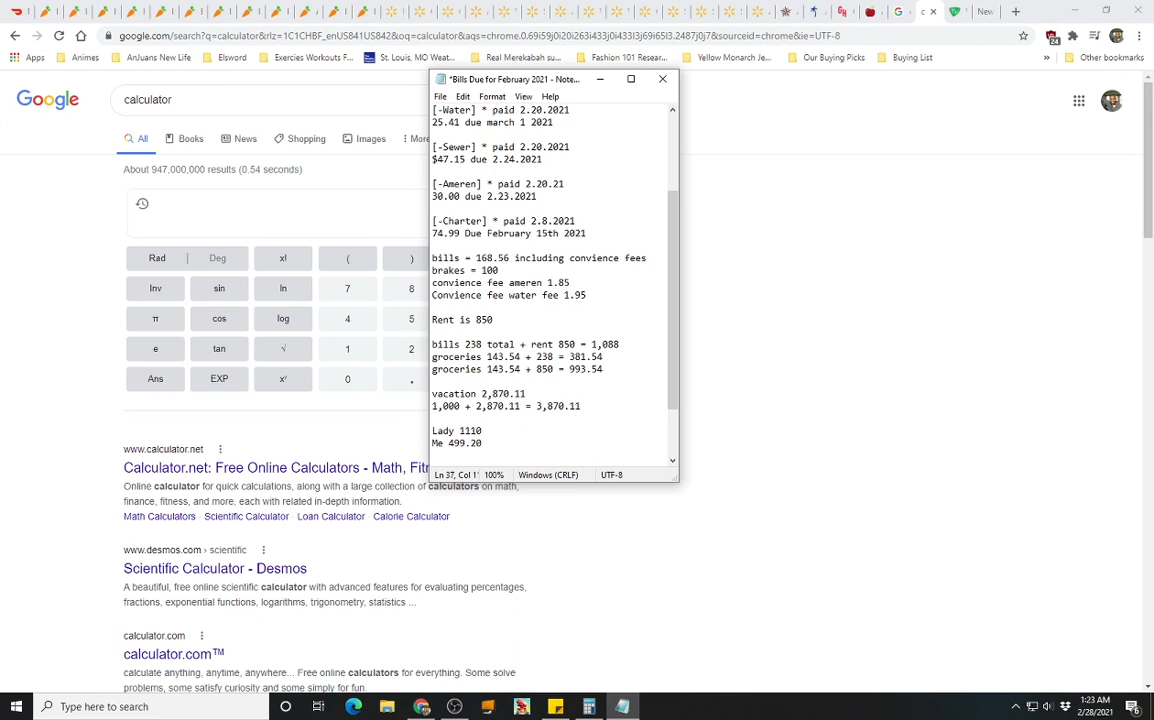 New
google.com/search?q=calculator&rlz=1C1CHBF_enUS841US842&oq=calculator&aqs=chrome.0.69i59j0i20i263i433j0i433l3j69i65l3.2487j0j7&sourceid=chrome&ie=UTF-8
24
Apps
Animes
AnJuans New Life
Elsword
Exercies Workouts F...
St. Louis, MO Weat...
Real Merekabah su...
Fashion 101 Resear...
Yellow Monarch Je...
Our Buying Picks
Buying List
»
Other bookmarks
Google
calculator
All
Books
News
Shopping
Images
More
About 947,000,000 results (0.54 seconds)
Rad | Deg x! ( )
Inv sin ln 7 8
π cos log 4 5
e tan √ 1 2
Ans EXP xʸ 0 .
www.calculator.net
Calculator.net: Free Online Calculators - Math, Fitn
Online calculator for quick calculations, along with a large collection of calculators on math,
finance, fitness, and more, each with related in-depth information.
Math Calculators · Scientific Calculator · Loan Calculator · Calorie Calculator
www.desmos.com › scientific
Scientific Calculator - Desmos
A beautiful, free online scientific calculator with advanced features for evaluating percentages,
fractions, exponential functions, logarithms, trigonometry, statistics ...
calculator.com
calculator.com™
calculate anything, anytime, anywhere... Free online calculators for everything. Some solve
problems, some satisfy curiosity and some simply for fun.
*Bills Due for February 2021 - Note...
File Edit Format View Help
[-Water] * paid 2.20.2021
25.41 due march 1 2021
[-Sewer] * paid 2.20.2021
$47.15 due 2.24.2021
[-Ameren] * paid 2.20.21
30.00 due 2.23.2021
[-Charter] * paid 2.8.2021
74.99 Due February 15th 2021
bills = 168.56 including convience fees
brakes = 100
convience fee ameren 1.85
Convience fee water fee 1.95
Rent is 850
bills 238 total + rent 850 = 1,088
groceries 143.54 + 238 = 381.54
groceries 143.54 + 850 = 993.54
vacation 2,870.11
1,000 + 2,870.11 = 3,870.11
Lady 1110
Me 499.20
Ln 37, Col 1
100%
Windows (CRLF)
UTF-8
Type here to search
1:23 AM
2/28/2021
6